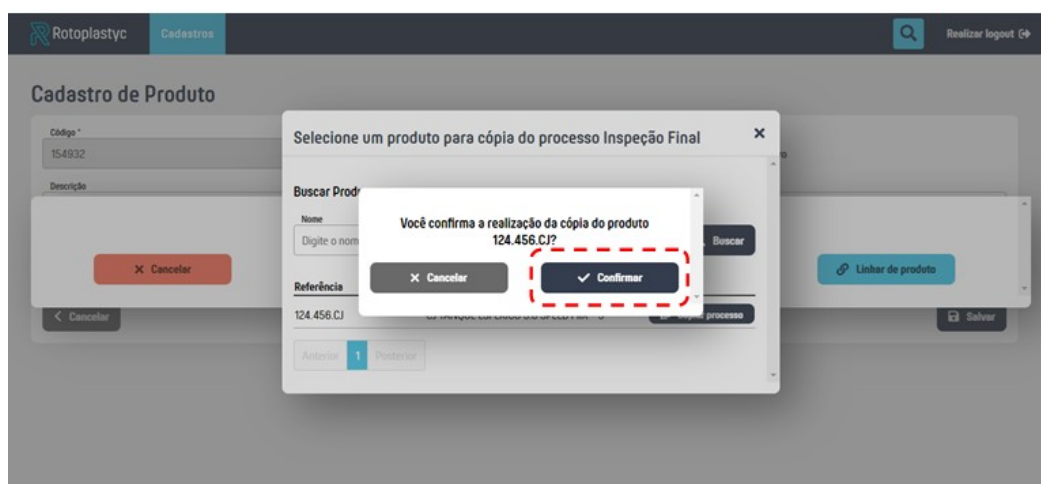 Rotoplastyc
Cadastros
Realizar logout
Cadastro de Produto
Código *
154932
Descrição
Selecione um produto para cópia do processo Inspeção Final
Buscar
Nome
Digite o nom
Buscar
Você confirma a realização da cópia do produto
124.456.CJ?
Cancelar
Confirmar
Cancelar
Linkar de produto
Referência
124.456.CJ
processo
Anterior 1 Posterior
Cancelar
Salvar